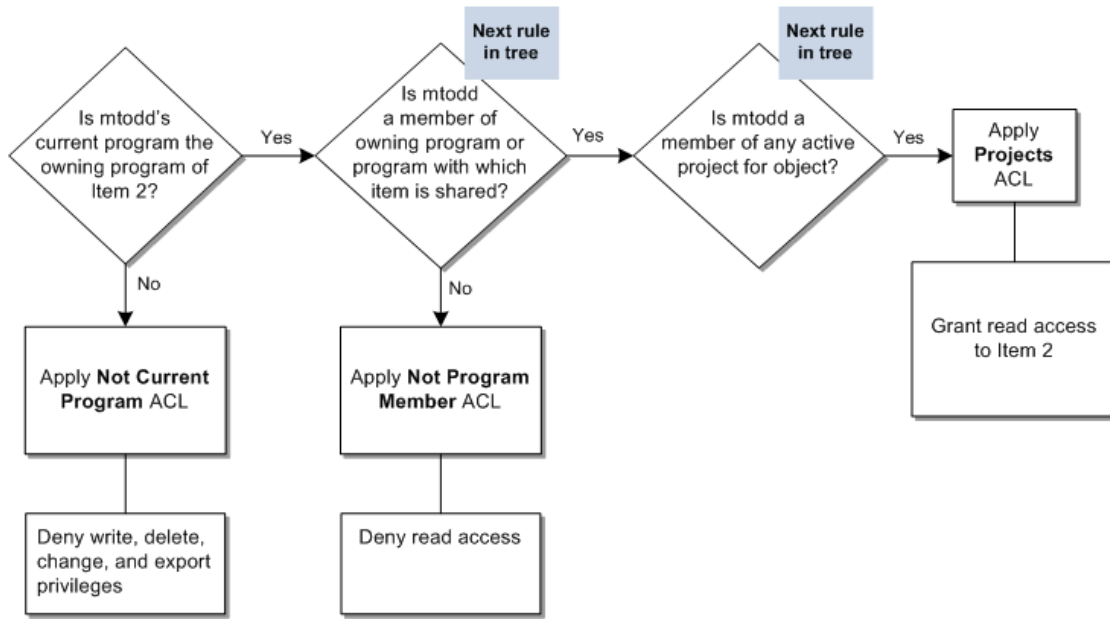 Next rule
in tree
Next rule
in tree
Is mtodd's
current program the
owning program of
Item 2?
Yes
Is mtodd
a member of
owning program or
program with which
item is shared?
Yes
Is mtodd a
member of any active
project for object?
Yes
Apply
Projects
ACL
No
No
Grant read access
to Item 2
Apply Not Current
Program ACL
Apply Not Program
Member ACL
Deny write, delete,
change, and export
privileges
Deny read access